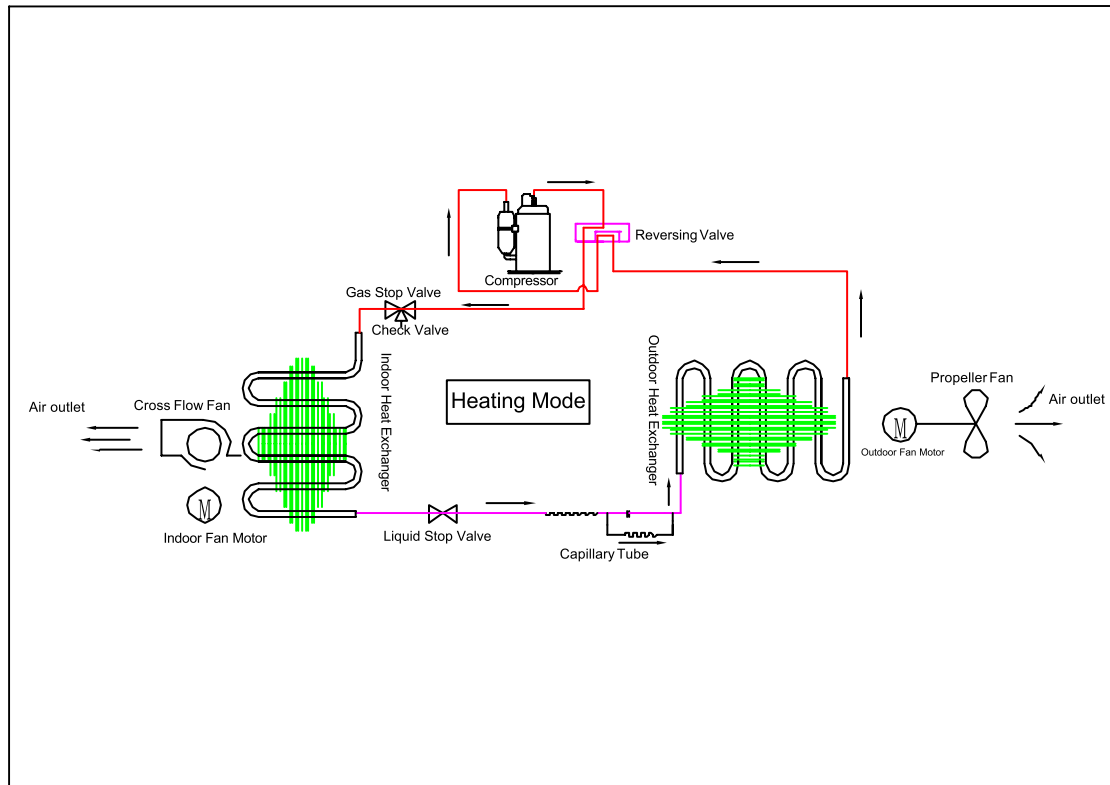 Reversing Valve
Compressor
Gas Stop Valve
Check Valve
Indoor Heat Exchanger
Outdoor Heat Exchanger
Heating Mode
Air outlet
Cross Flow Fan
M
Indoor Fan Motor
Propeller Fan
Air outlet
M
Outdoor Fan Motor
Liquid Stop Valve
Capillary Tube